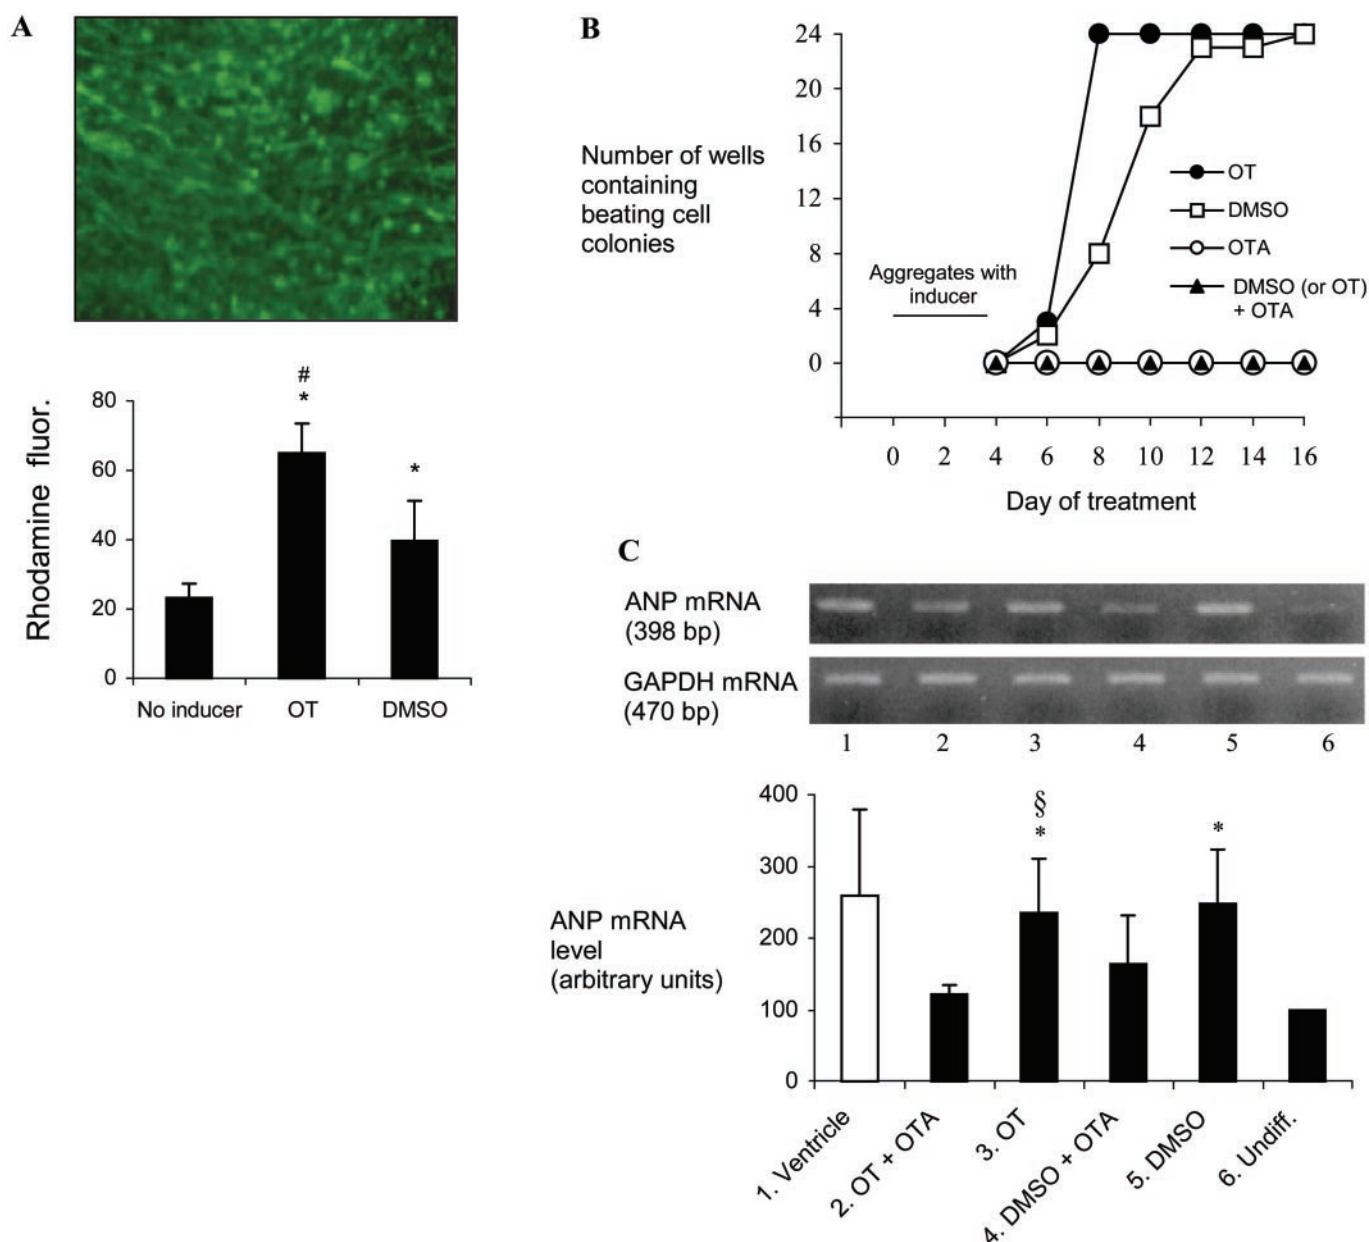 A
Rhodamine fluor.
80
60
40
20
0
#
*
*
No inducer
OT
DMSO
B
Number of wells
containing
beating cell
colonies
24
20
16
12
8
4
0
Aggregates with
inducer
OT
DMSO
OTA
DMSO (or OT)
+ OTA
0 2 4 6 8 10 12 14 16
Day of treatment
C
ANP mRNA
(398 bp)
GAPDH mRNA
(470 bp)
1 2 3 4 5 6
ANP mRNA
level
(arbitrary units)
400
300
200
100
0
§
*
*
1. Ventricle
2. OT + OTA
3. OT
4. DMSO + OTA
5. DMSO
6. Undiff.